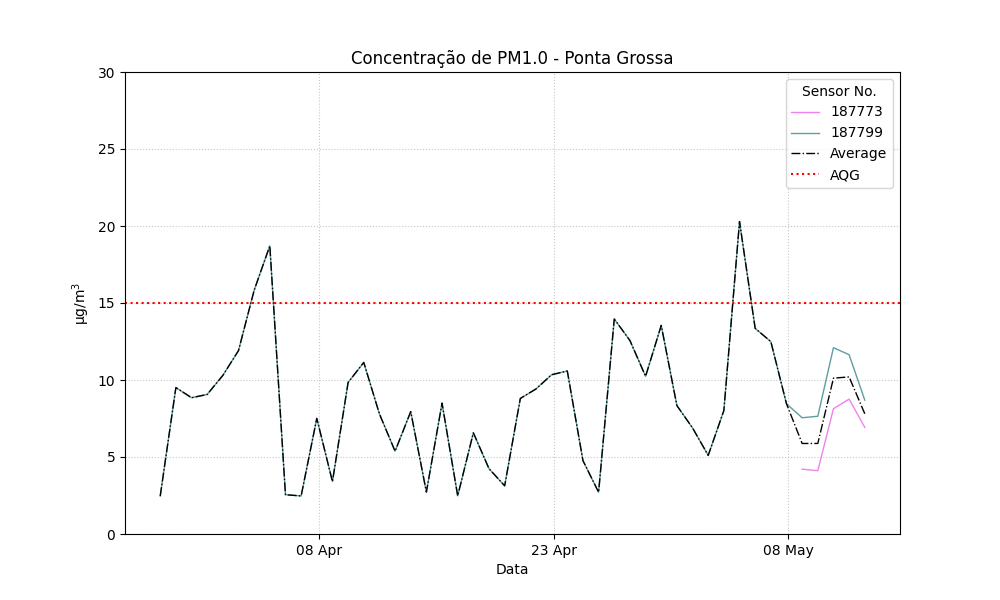 Concentração de PM1.0 - Ponta Grossa
30
25
20
15
10
5
0
µg/m³
08 Apr
23 Apr
08 May
Data
Sensor No.
187773
187799
Average
AQG